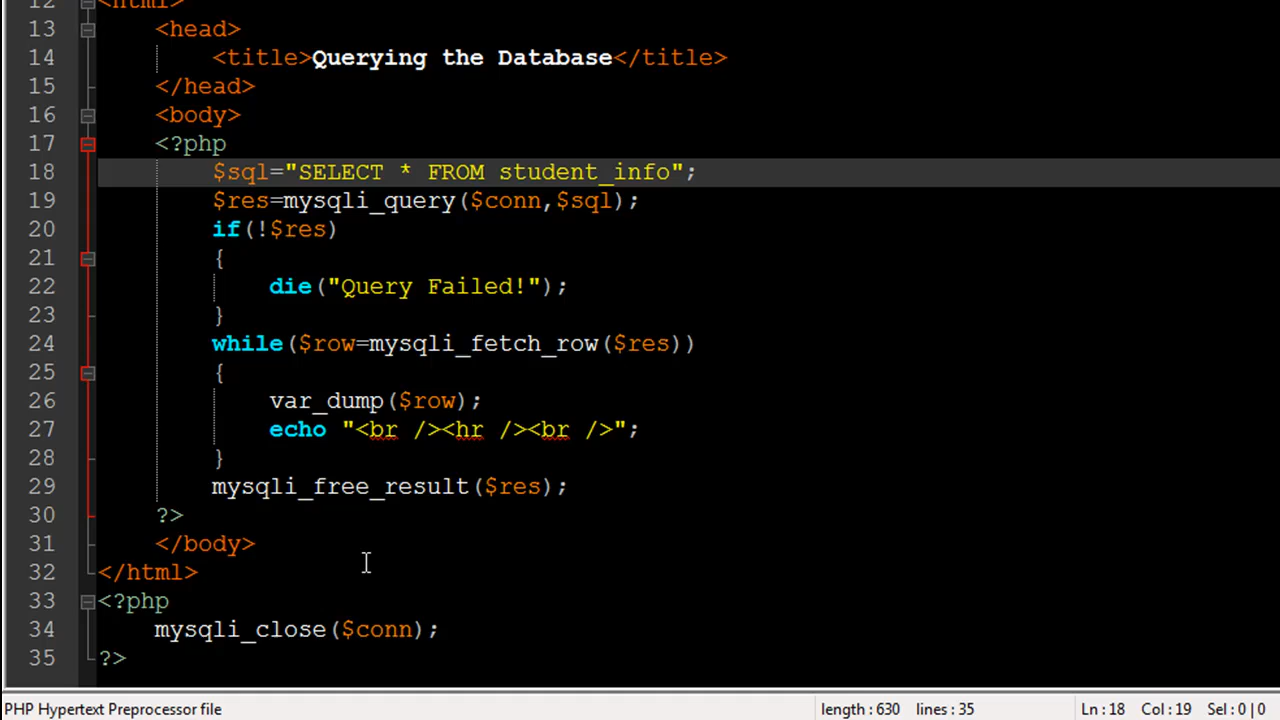 12 <html>
13 <head>
14 <title>Querying the Database</title>
15 </head>
16 <body>
17 <?php
18 $sql="SELECT * FROM student_info";
19 $res=mysqli_query($conn,$sql);
20 if(!$res)
21 {
22 die("Query Failed!");
23 }
24 while($row=mysqli_fetch_row($res))
25 {
26 var_dump($row);
27 echo "<br /><hr /><br />";
28 }
29 mysqli_free_result($res);
30 ?>
31 </body>
32 </html>
33 <?php
34 mysqli_close($conn);
35 ?>
PHP Hypertext Preprocessor file length : 630 lines : 35 Ln : 18 Col : 19 Sel : 0 | 0